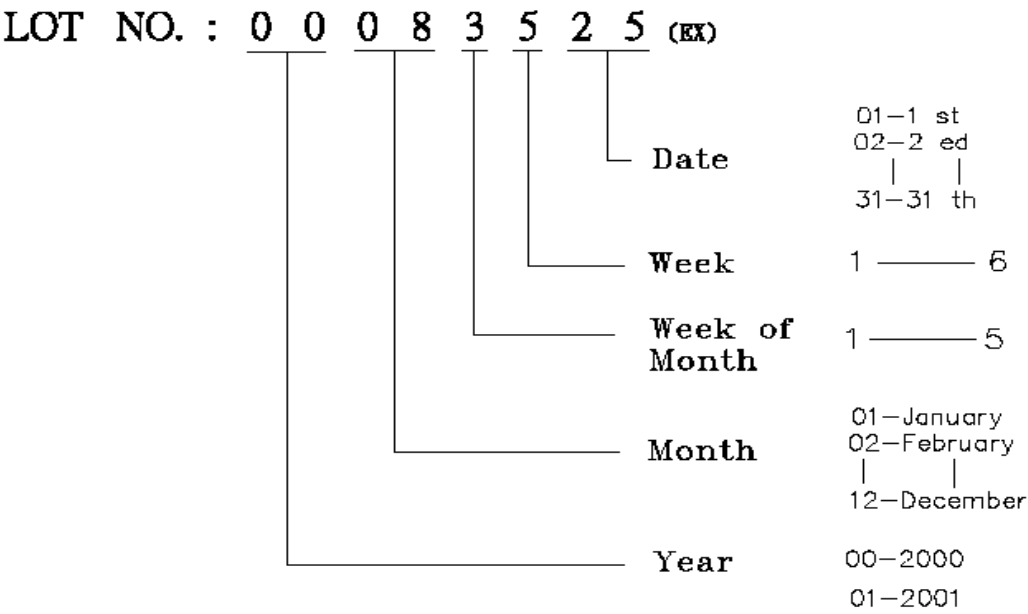 LOT NO. : 0 0 0 8 3 5 2 5 (EX)
Date
01-1 st
02-2 ed
31-31 th
Week 1 6
Week of
Month
1 5
Month
01-January
02-February
12-December
Year
00-2000
01-2001